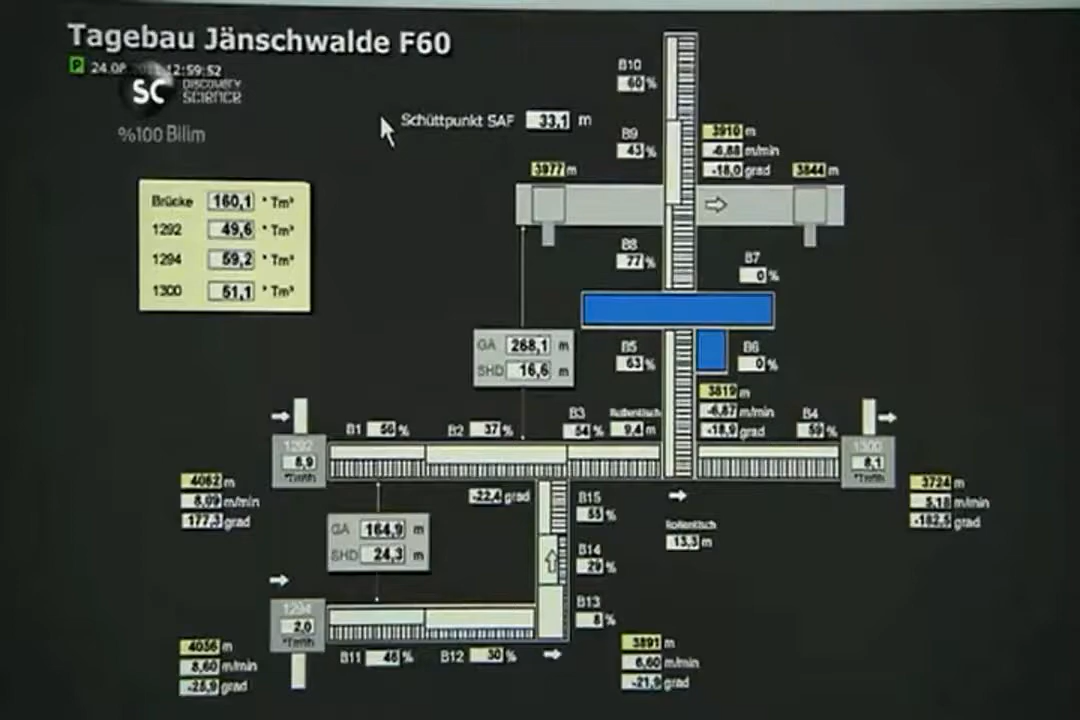 Tagebau Jänschwalde F60
P 12:59:52
SC DISCOVERY SCIENCE
%100 Bilim
Schüttpunkt SAF 33,1 m
B10
60 %
B9
43 %
3910 m
-6,88 m/min
-18,0 grad
3977 m
3844 m
Brücke 160,1 * Tm³
1292 49,6 * Tm³
1294 59,2 * Tm³
1300 51,1 * Tm³
B8
77 %
B7
0 %
GA 268,1 m
SHD 16,6 m
B5
63 %
B6
0 %
3819 m
-6,87 m/min
-18,9 grad
B1 %
B2 37 %
B3
54 %
Rollentisch
9,4 m
B4
59 %
1292
8,9
1300
8,1
4062 m
8,09 m/min
177,3 grad
-22,4 grad
B15
55 %
Rollentisch
13,3 m
3724 m
5,18 m/min
grad
GA 164,9 m
SHD 24,3 m
B14
29 %
B13
8 %
1294
2,0
B11 46 %
B12 30 %
4056 m
8,60 m/min
grad
3891 m
6,60 m/min
-21,9 grad